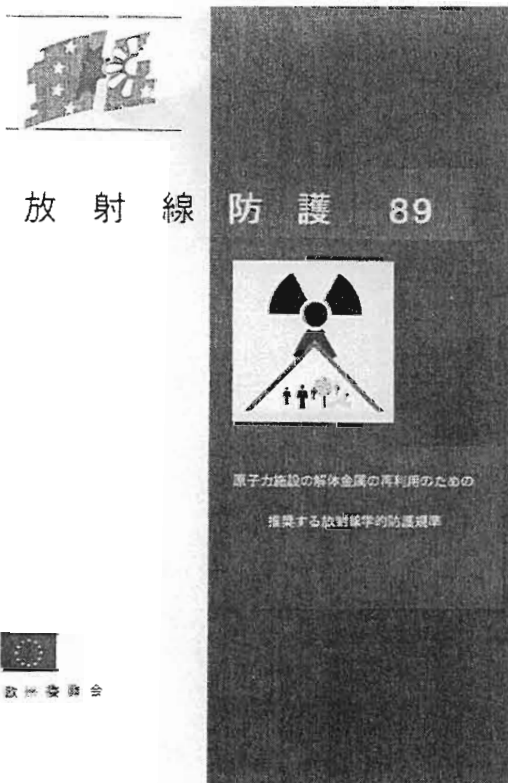 放射線防護 89
原子力施設の解体金属の再利用のための
推奨する放射線学的防護規準
欧州委員会